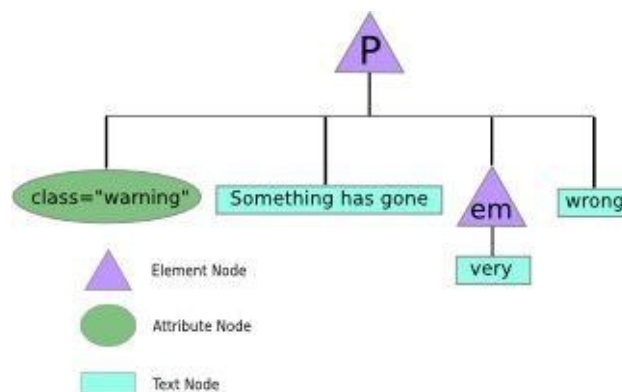 P
class="warning"
Something has gone
em
wrong
very
Element Node
Attribute Node
Text Node